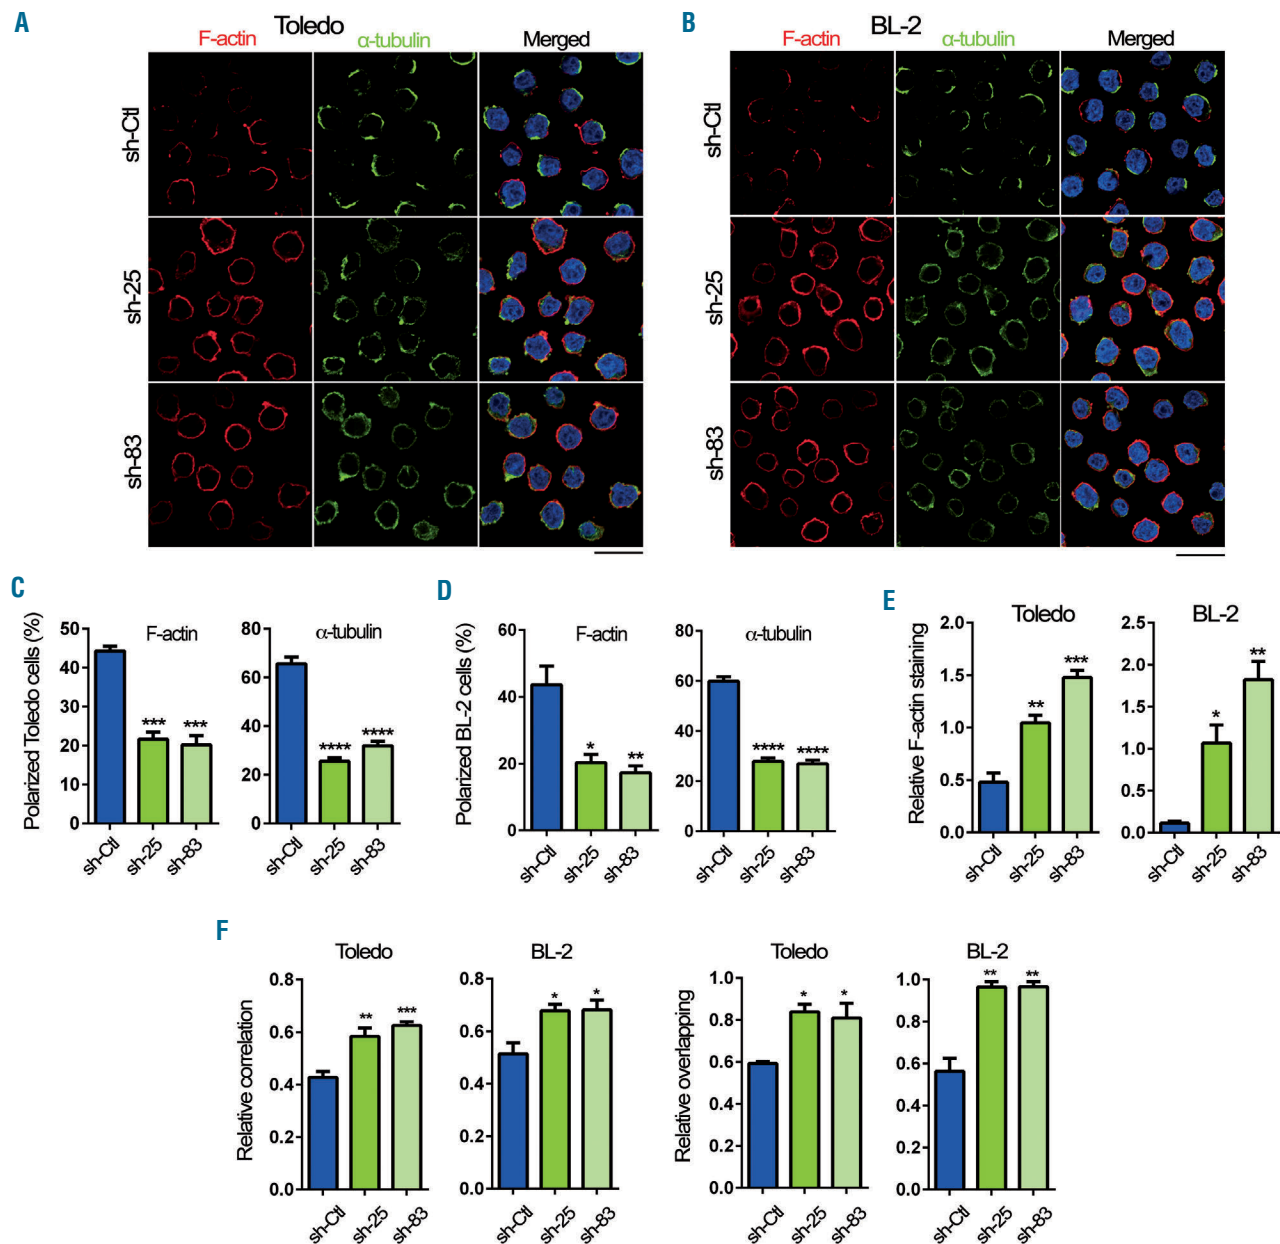 A
Toledo
F-actin
α-tubulin
Merged
sh-Ctl
sh-25
sh-83
B
BL-2
F-actin
α-tubulin
Merged
sh-Ctl
sh-25
sh-83
C
Polarized Toledo cells (%)
F-actin
50
40
30
20
10
0
***
***
sh-Ctl
sh-25
sh-83
α-tubulin
80
60
40
20
0
****
****
sh-Ctl
sh-25
sh-83
D
Polarized BL-2 cells (%)
F-actin
60
40
20
0
*
**
sh-Ctl
sh-25
sh-83
α-tubulin
80
60
40
20
0
****
****
sh-Ctl
sh-25
sh-83
E
Relative F-actin staining
Toledo
2.0
1.5
1.0
0.5
0.0
**
***
sh-Ctl
sh-25
sh-83
BL-2
2.5
2.0
1.5
1.0
0.5
0.0
*
**
sh-Ctl
sh-25
sh-83
F
Relative correlation
Toledo
0.8
0.6
0.4
0.2
0.0
**
***
sh-Ctl
sh-25
sh-83
BL-2
0.8
0.6
0.4
0.2
0.0
*
*
sh-Ctl
sh-25
sh-83
Relative overlapping
Toledo
1.0
0.8
0.6
0.4
0.2
0.0
*
*
sh-Ctl
sh-25
sh-83
BL-2
1.0
0.8
0.6
0.4
0.2
0.0
**
**
sh-Ctl
sh-25
sh-83